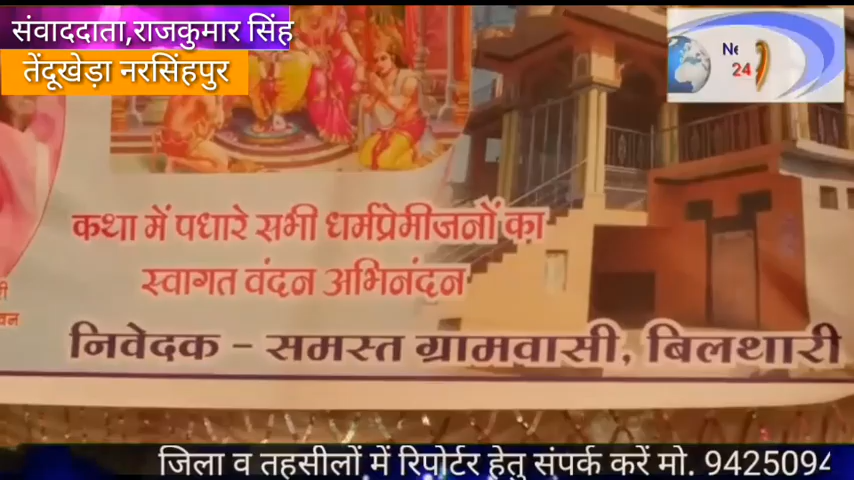 संवाददाता,राजकुमार सिंह
तेंदूखेड़ा नरसिंहपुर
24
कथा में पधारे सभी धर्मप्रेमीजनों का
स्वागत वंदन अभिनंदन
निवेदक - समस्त ग्रामवासी, बिलथारी
जिला व तहसीलों में रिपोर्टर हेतु संपर्क करें मो. 942509